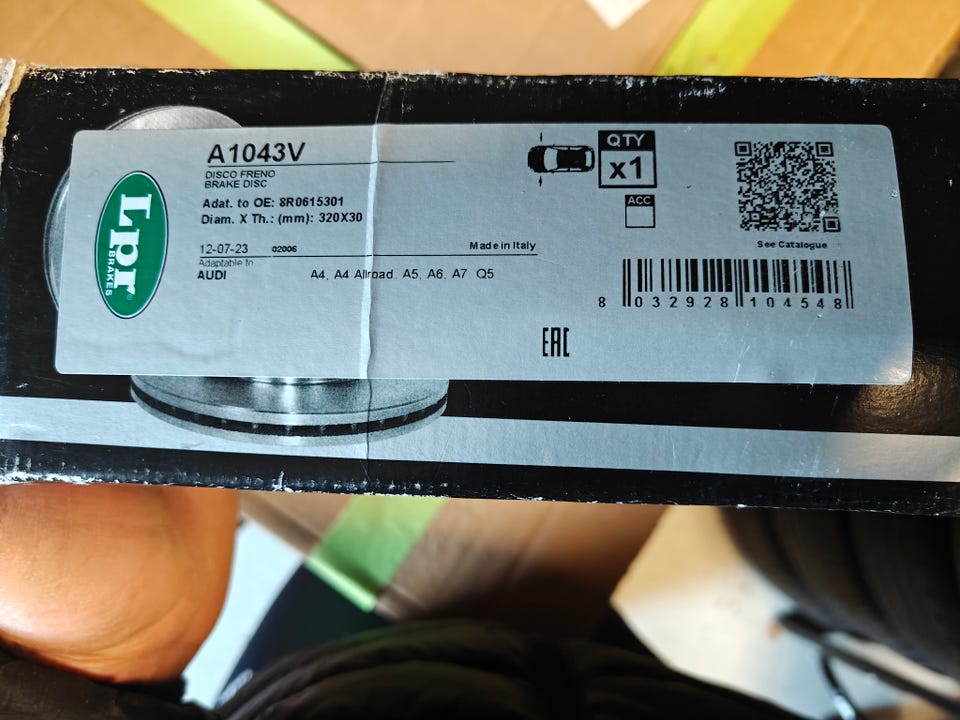 A1043V
DISCO FRENO
BRAKE DISC
Adat. to OE: 8R0615301
Diam. X Th.: (mm): 320X30
12-07-23 02006 Made in Italy
Adaptable to
AUDI A4, A4 Allroad, A5, A6, A7 Q5
Lpr
BRAKES
QTY
x1
ACC
See Catalogue
8 032928 104548
EAC